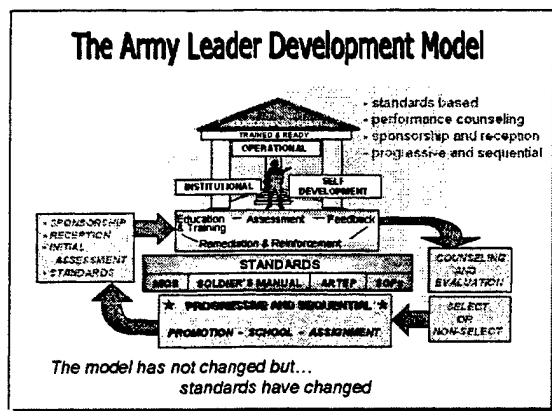 The Army Leader Development Model
- standards based
- performance counseling
- sponsorship and reception
- progressive and sequential
TRAINED & READY
OPERATIONAL
INSTITUTIONAL
SELF
DEVELOPMENT
Education — Assessment — Feedback
& Training
Remediation & Reinforcement
- SPONSORSHIP
- RECEPTION
- INITIAL
ASSESSMENT
- STANDARDS
STANDARDS
MOS SOLDIER'S MANUAL ARTEP SOPs
COUNSELING
AND
EVALUATION
PROGRESSIVE AND SEQUENTIAL
PROMOTION - SCHOOL - ASSIGNMENT
SELECT
OR
NON-SELECT
The model has not changed but...
standards have changed